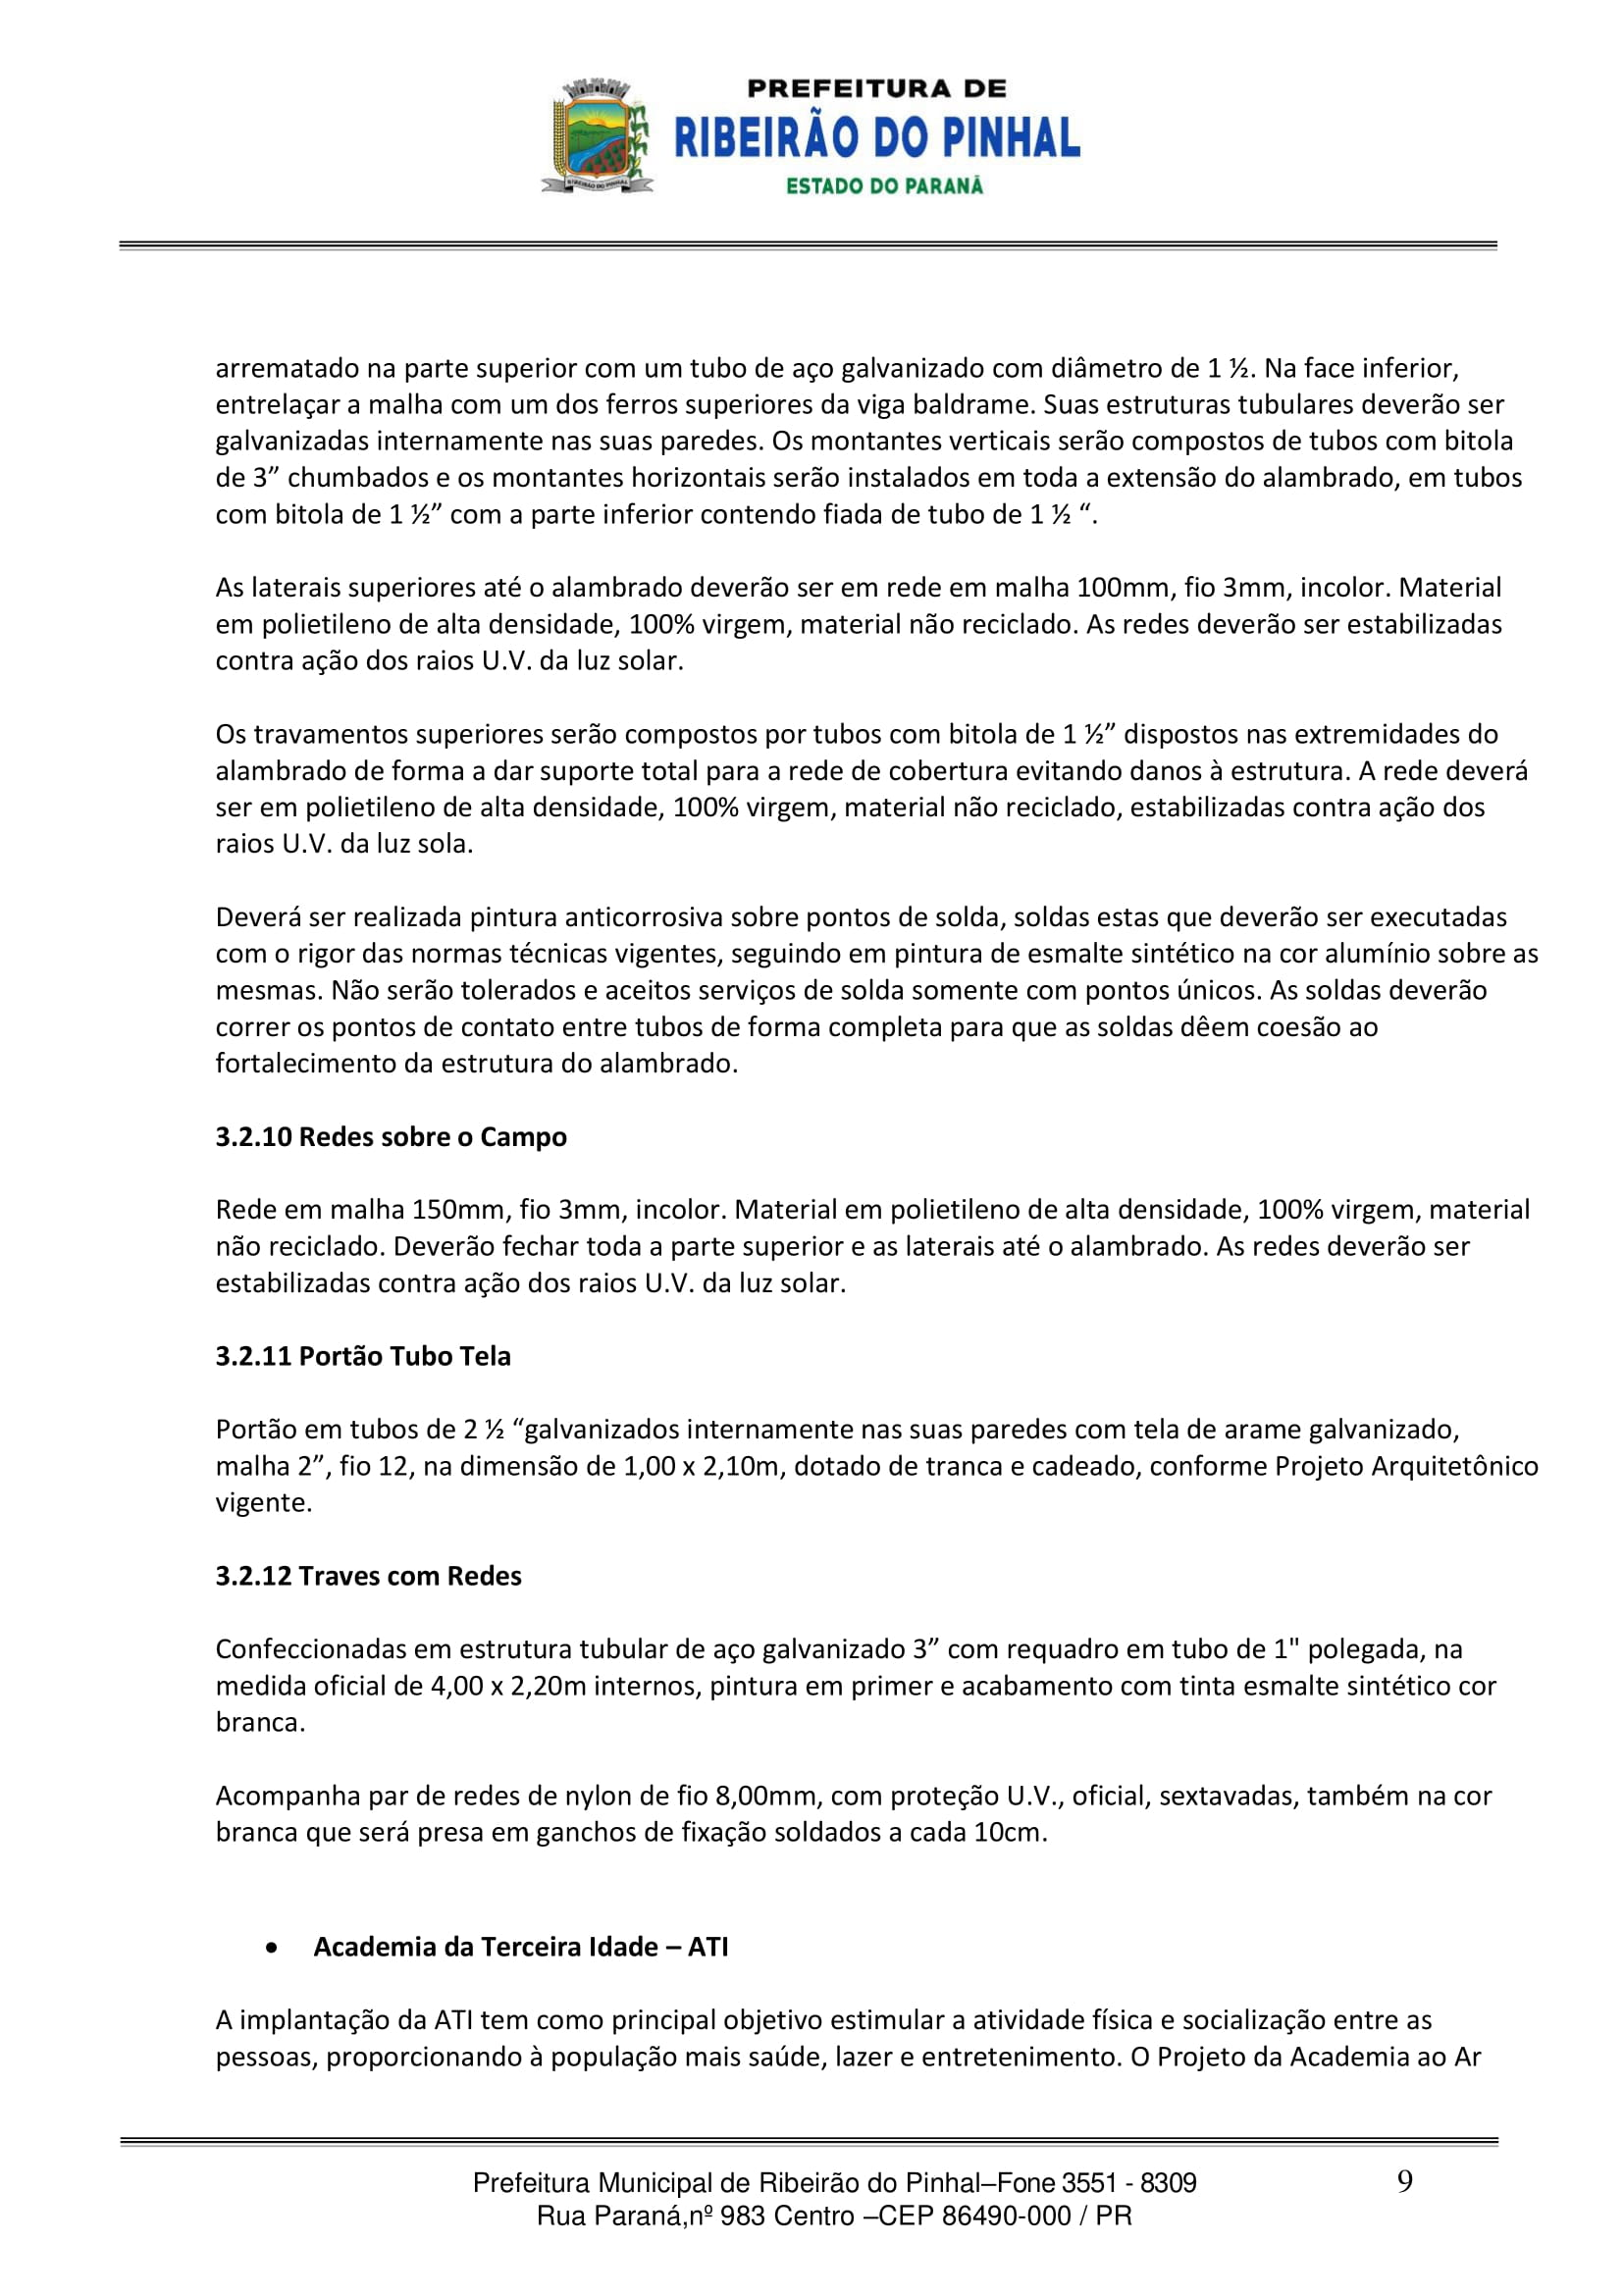 PREFEITURA DE
RIBEIRÃO DO PINHAL
ESTADO DO PARANÁ
RIBEIRÃO DO PINHAL
arrematado na parte superior com um tubo de aço galvanizado com diâmetro de 1 ½. Na face inferior,
entrelaçar a malha com um dos ferros superiores da viga baldrame. Suas estruturas tubulares deverão ser
galvanizadas internamente nas suas paredes. Os montantes verticais serão compostos de tubos com bitola
de 3” chumbados e os montantes horizontais serão instalados em toda a extensão do alambrado, em tubos
com bitola de 1 ½” com a parte inferior contendo fiada de tubo de 1 ½ “.
As laterais superiores até o alambrado deverão ser em rede em malha 100mm, fio 3mm, incolor. Material
em polietileno de alta densidade, 100% virgem, material não reciclado. As redes deverão ser estabilizadas
contra ação dos raios U.V. da luz solar.
Os travamentos superiores serão compostos por tubos com bitola de 1 ½” dispostos nas extremidades do
alambrado de forma a dar suporte total para a rede de cobertura evitando danos à estrutura. A rede deverá
ser em polietileno de alta densidade, 100% virgem, material não reciclado, estabilizadas contra ação dos
raios U.V. da luz sola.
Deverá ser realizada pintura anticorrosiva sobre pontos de solda, soldas estas que deverão ser executadas
com o rigor das normas técnicas vigentes, seguindo em pintura de esmalte sintético na cor alumínio sobre as
mesmas. Não serão tolerados e aceitos serviços de solda somente com pontos únicos. As soldas deverão
correr os pontos de contato entre tubos de forma completa para que as soldas dêem coesão ao
fortalecimento da estrutura do alambrado.
3.2.10 Redes sobre o Campo
Rede em malha 150mm, fio 3mm, incolor. Material em polietileno de alta densidade, 100% virgem, material
não reciclado. Deverão fechar toda a parte superior e as laterais até o alambrado. As redes deverão ser
estabilizadas contra ação dos raios U.V. da luz solar.
3.2.11 Portão Tubo Tela
Portão em tubos de 2 ½ “galvanizados internamente nas suas paredes com tela de arame galvanizado,
malha 2”, fio 12, na dimensão de 1,00 x 2,10m, dotado de tranca e cadeado, conforme Projeto Arquitetônico
vigente.
3.2.12 Traves com Redes
Confeccionadas em estrutura tubular de aço galvanizado 3” com requadro em tubo de 1" polegada, na
medida oficial de 4,00 x 2,20m internos, pintura em primer e acabamento com tinta esmalte sintético cor
branca.
Acompanha par de redes de nylon de fio 8,00mm, com proteção U.V., oficial, sextavadas, também na cor
branca que será presa em ganchos de fixação soldados a cada 10cm.
• Academia da Terceira Idade – ATI
A implantação da ATI tem como principal objetivo estimular a atividade física e socialização entre as
pessoas, proporcionando à população mais saúde, lazer e entretenimento. O Projeto da Academia ao Ar
Prefeitura Municipal de Ribeirão do Pinhal–Fone 3551 - 8309 9
Rua Paraná,nº 983 Centro –CEP 86490-000 / PR